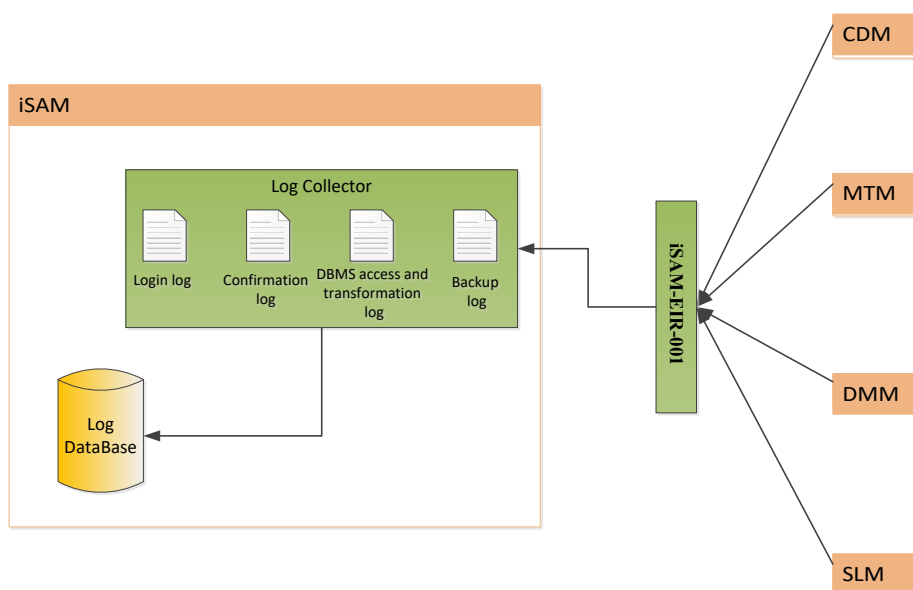 CDM
iSAM
Log Collector
Login log
Confirmation
log
DBMS access and
transformation
log
Backup
log
MTM
iSAM-EIR-001
Log
DataBase
DMM
SLM